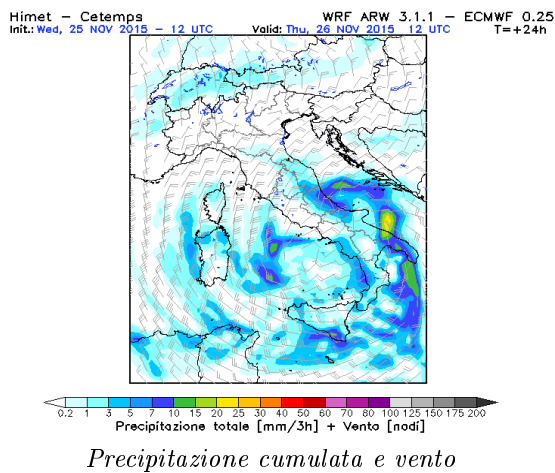 Himet – Cetemps WRF ARW 3.1.1 – ECMWF 0.25
Init.: Wed, 25 NOV 2015 – 12 UTC Valid: Thu, 26 NOV 2015 12 UTC T=+24h
0.2 1 3 5 7 10 15 20 25 30 40 50 60 70 80 100 125 150 175 200
Precipitazione totale [mm/3h] + Vento [nodi]
Precipitazione cumulata e vento